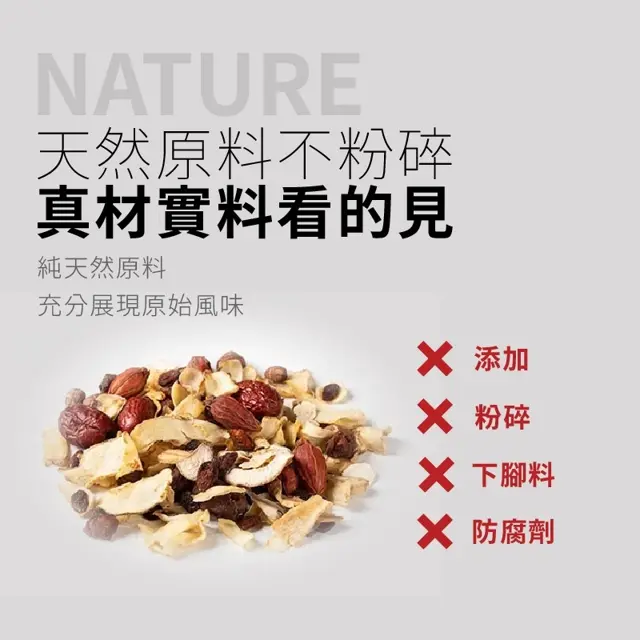 NATURE
天然原料不粉碎
真材實料看的見
純天然原料
充分展現原始風味
添加
粉碎
下腳料
防腐劑